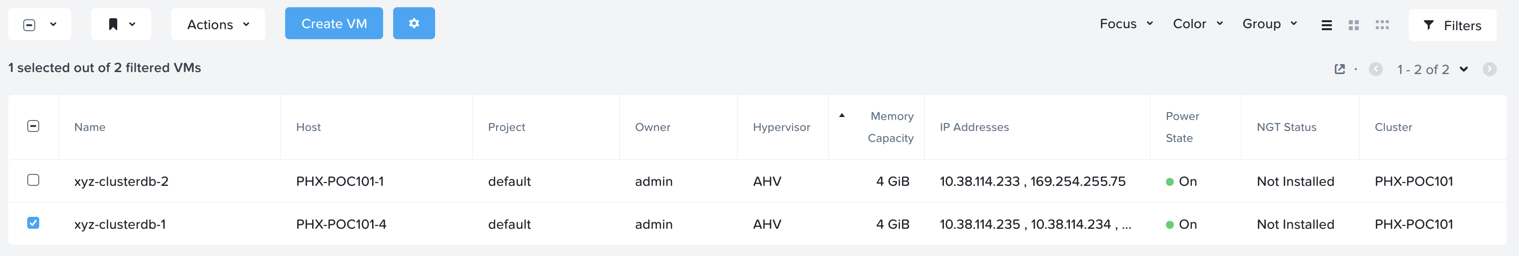 Actions Create VM Focus Color Group Filters
1 selected out of 2 filtered VMs 1 - 2 of 2
Name Host Project Owner Hypervisor Memory Capacity IP Addresses Power State NGT Status Cluster
xyz-clusterdb-2 PHX-POC101-1 default admin AHV 4 GiB 10.38.114.233 , 169.254.255.75 On Not Installed PHX-POC101
xyz-clusterdb-1 PHX-POC101-4 default admin AHV 4 GiB 10.38.114.235 , 10.38.114.234 , ... On Not Installed PHX-POC101